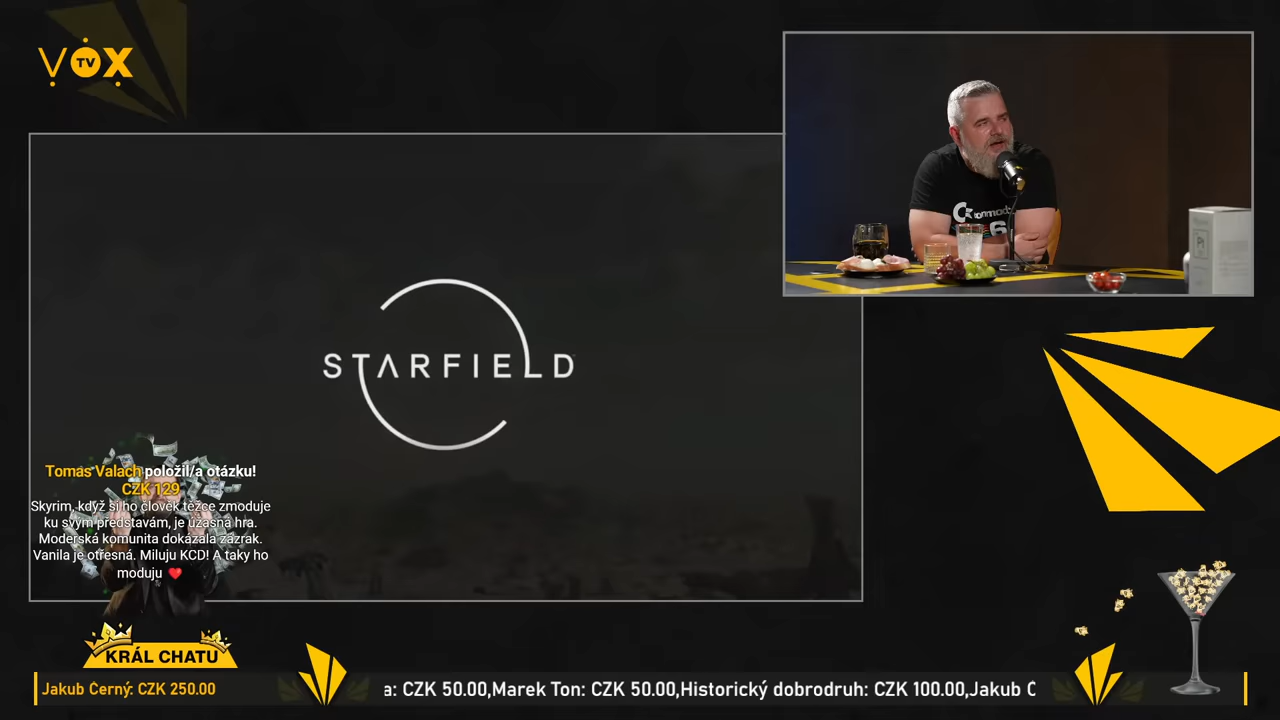 VOX
TV
STARFIELD
Tomas Valach položil/a otázku!
CZK 129
Skyrim, když si ho člověk těžce zmoduje
ku svým představám, je úžasná hra.
Moderská komunita dokázala zázrak.
Vanila je otřesná. Miluju KCD! A taky ho
moduju ❤️
KRÁL CHATU
Jakub Černý: CZK 250.00
a: CZK 50.00,Marek Ton: CZK 50.00,Historický dobrodruh: CZK 100.00,Jakub